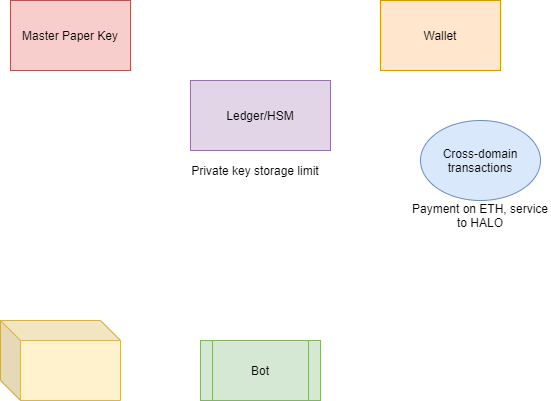 Master Paper Key
Wallet
Ledger/HSM
Private key storage limit
Cross-domain
transactions
Payment on ETH, service
to HALO
Bot